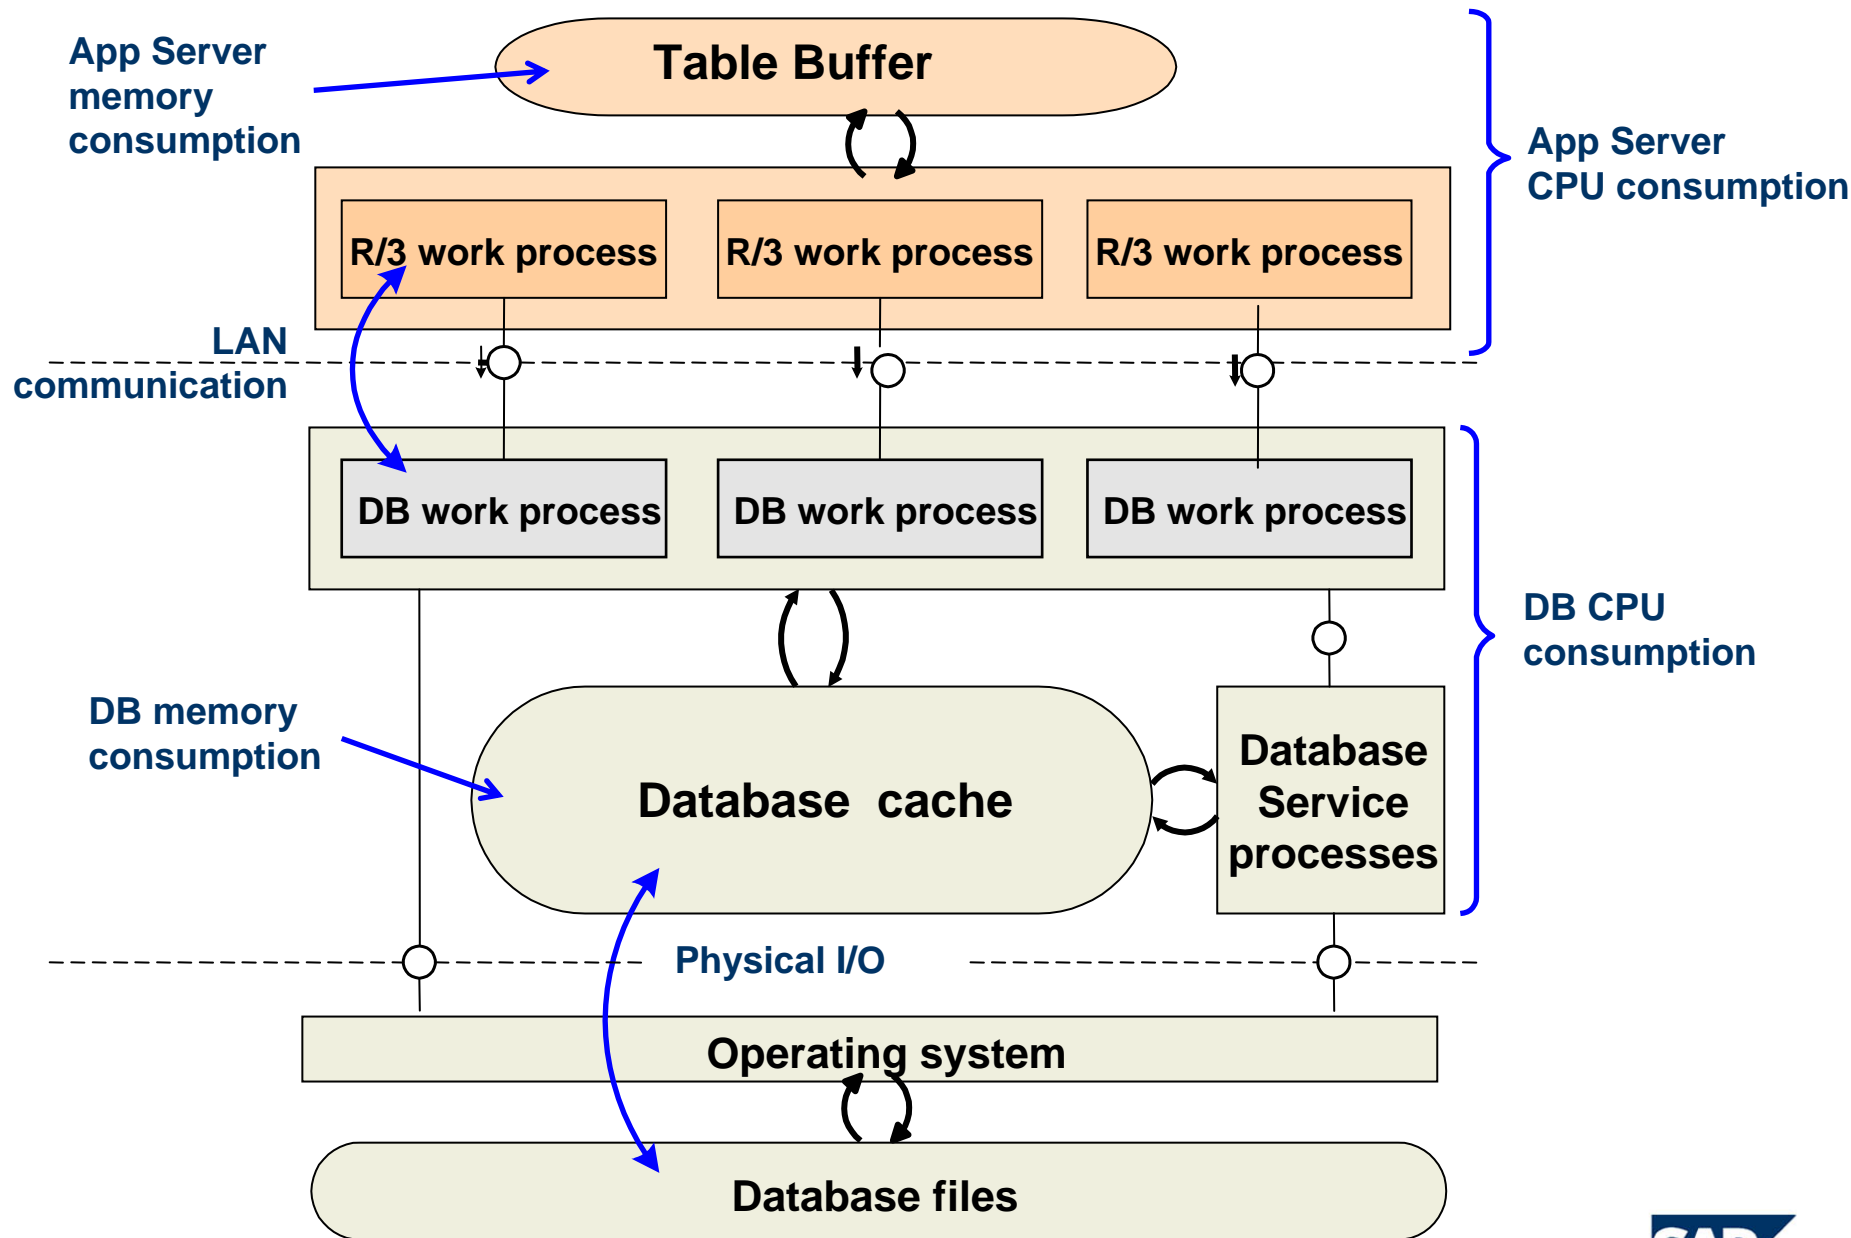 App Server
memory
consumption
Table Buffer
App Server
CPU consumption
R/3 work process
R/3 work process
R/3 work process
LAN
communication
DB work process
DB work process
DB work process
DB CPU
consumption
DB memory
consumption
Database cache
Database
Service
processes
Physical I/O
Operating system
Database files
SAP